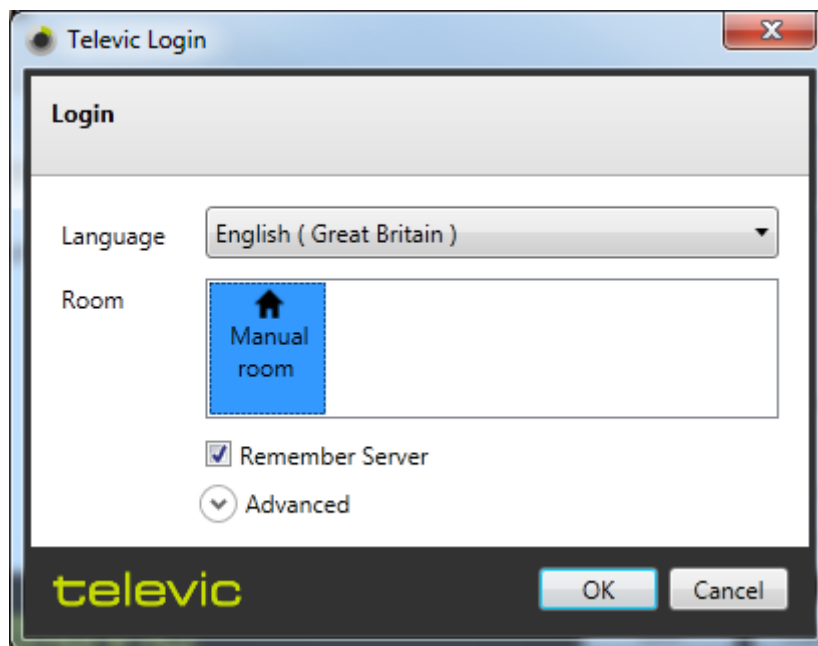 Televic Login
Login
Language
English ( Great Britain )
Room
Manual
room
Remember Server
Advanced
televic
OK
Cancel